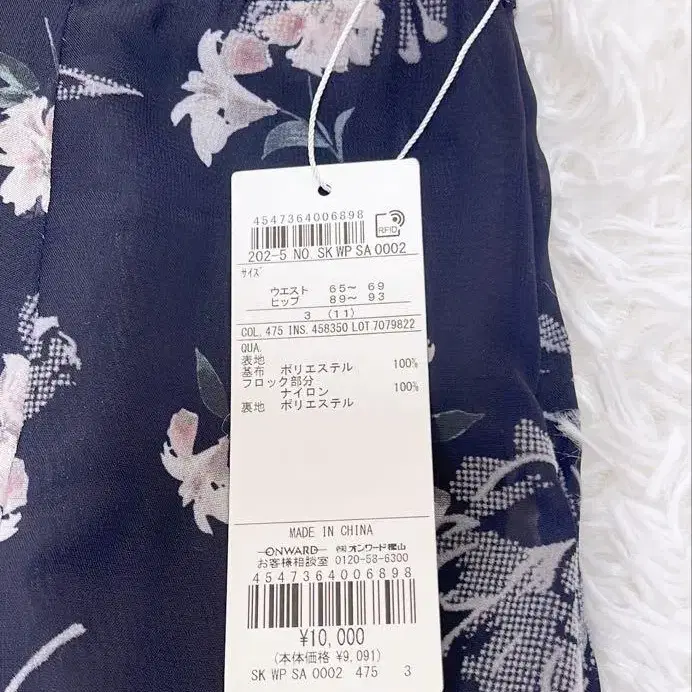 4547364006898
RFID
202-5 NO. SK WP SA 0002
サイズ
ウエスト 65～ 69
ヒップ 89～ 93
3 (11)
COL. 475 INS. 458350 LOT 7079822
QUA.
表地
基布 ポリエステル 100%
フロック部分
ナイロン 100%
裏地 ポリエステル
MADE IN CHINA
ONWARD ㈱オンワード樫山
お客様相談室 0120-58-6300
4547364006898
¥10,000
(本体価格 ¥9,091)
SK WP SA 0002 475 3